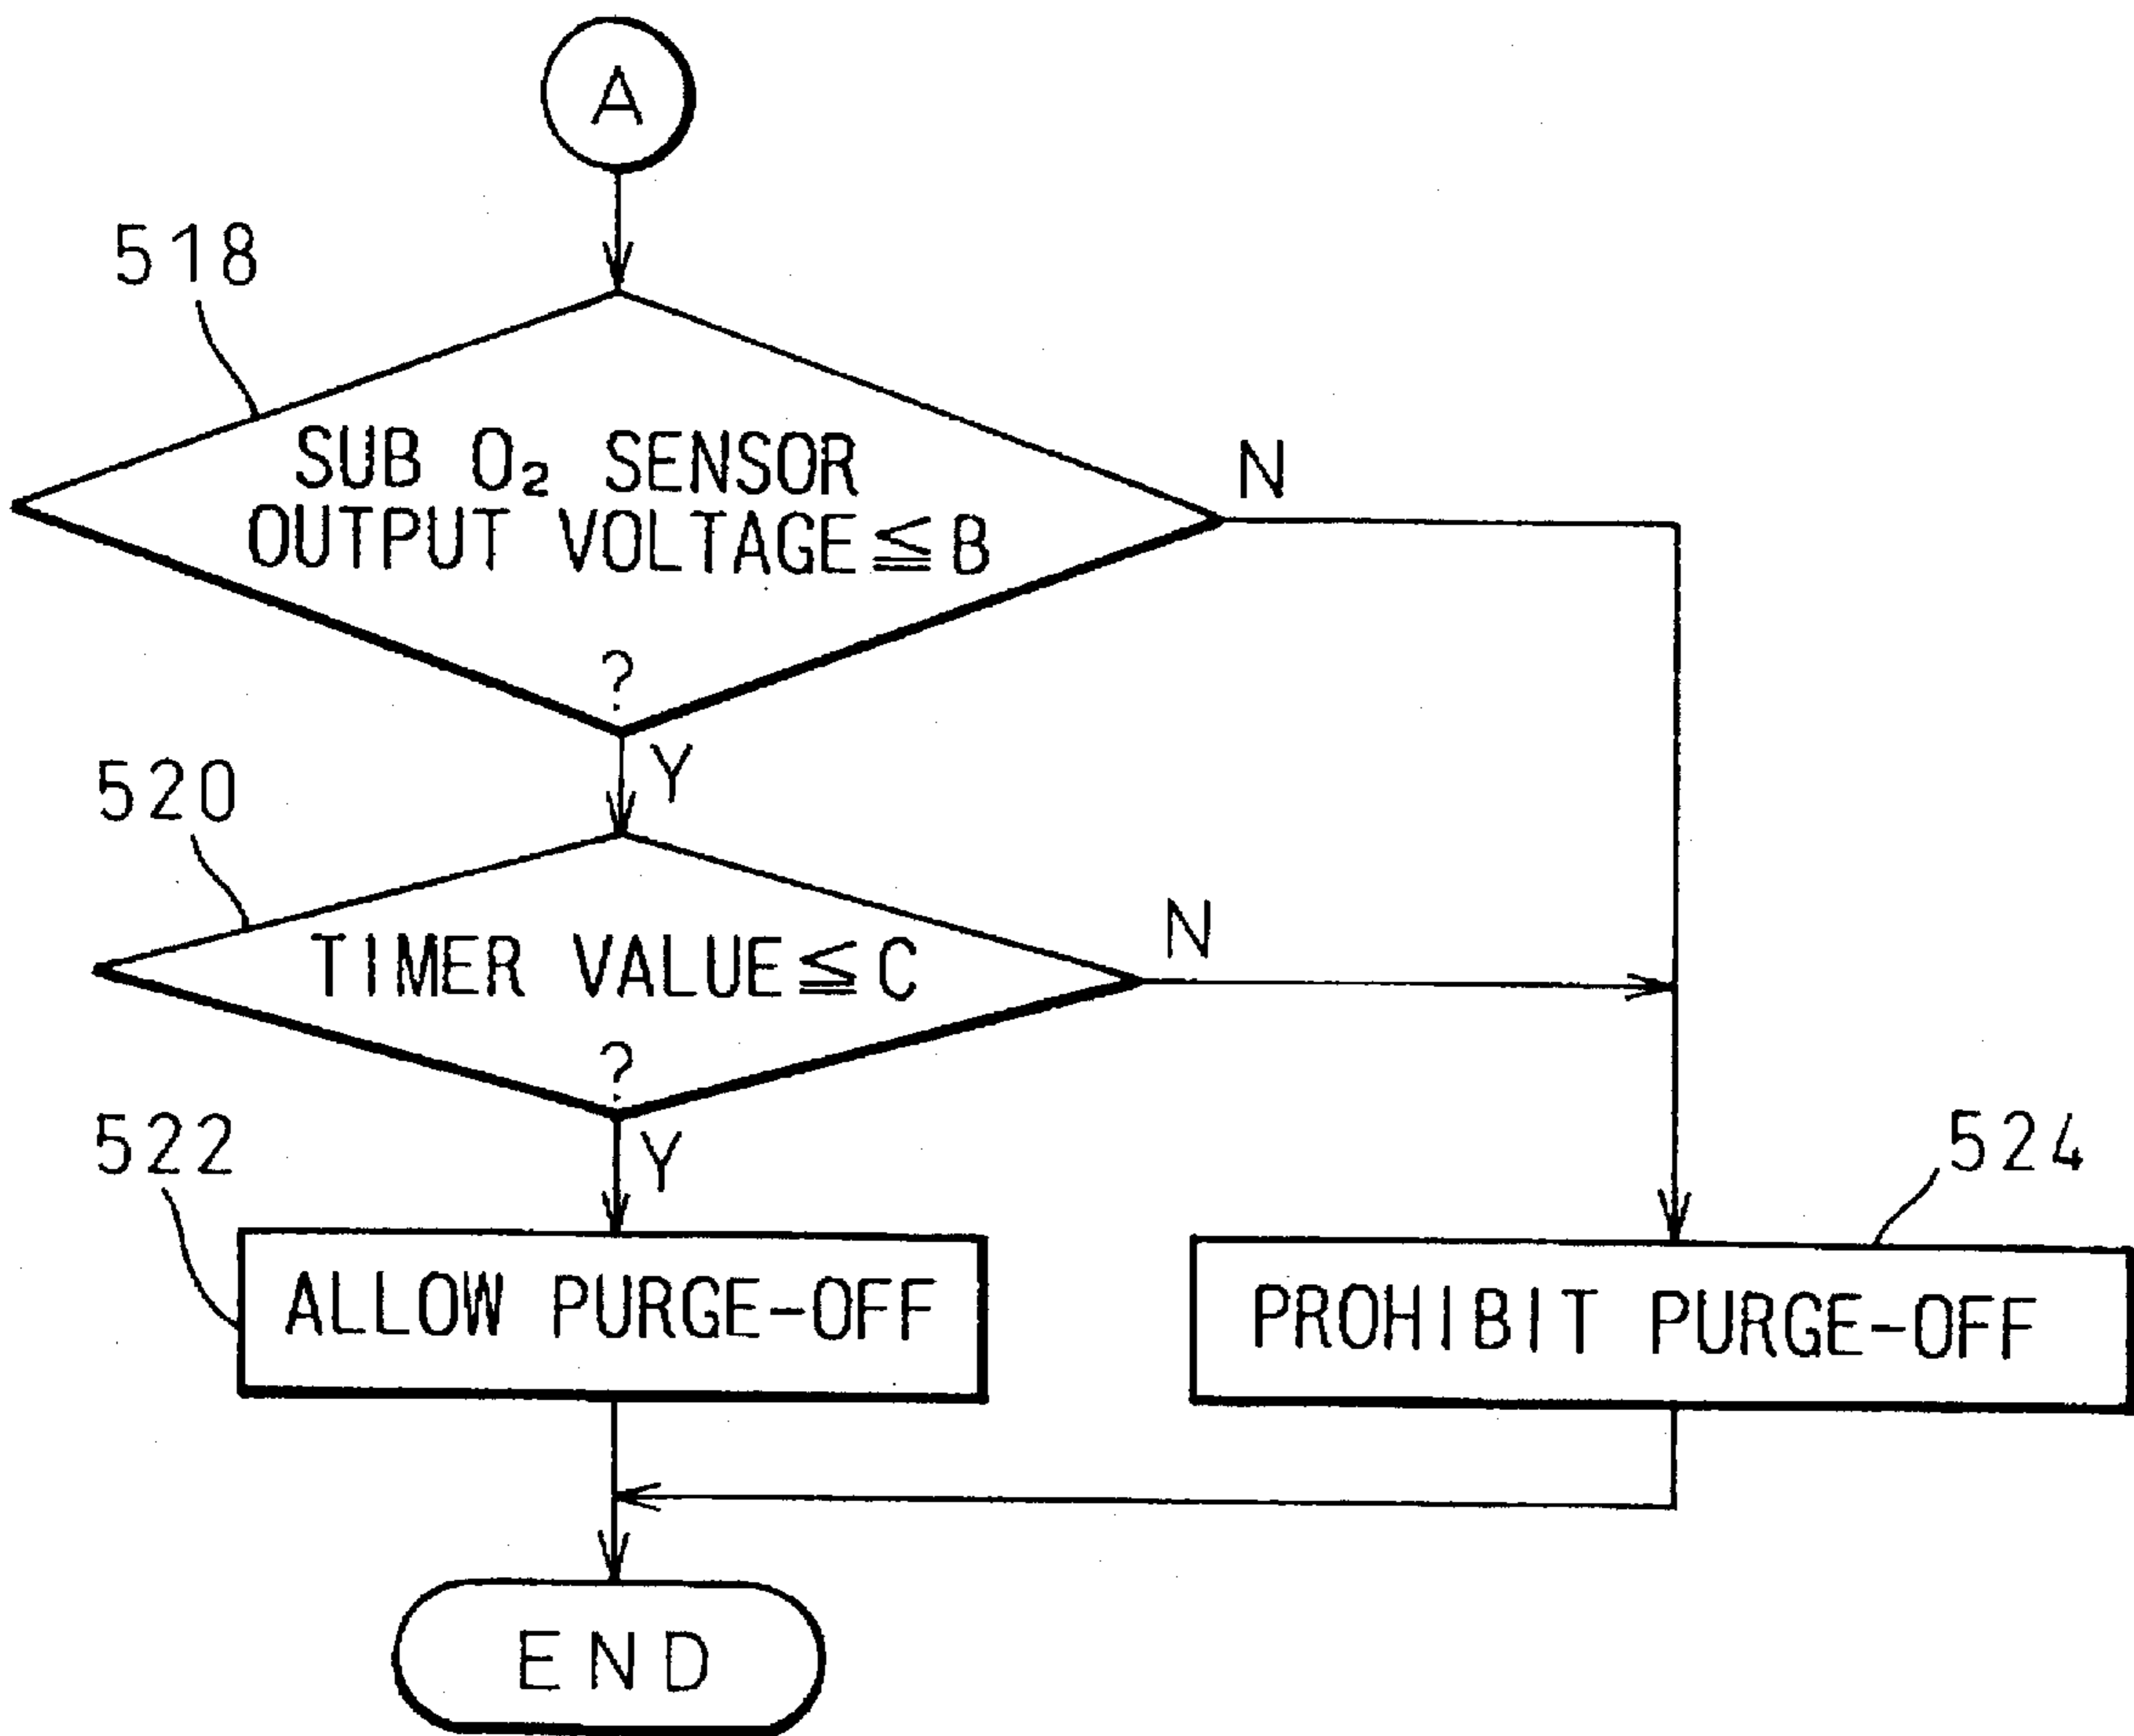 A
518
SUB O₂ SENSOR
OUTPUT VOLTAGE≦B
?
N
Y
520
TIMER VALUE≦C
?
N
Y
522
ALLOW PURGE-OFF
524
PROHIBIT PURGE-OFF
END